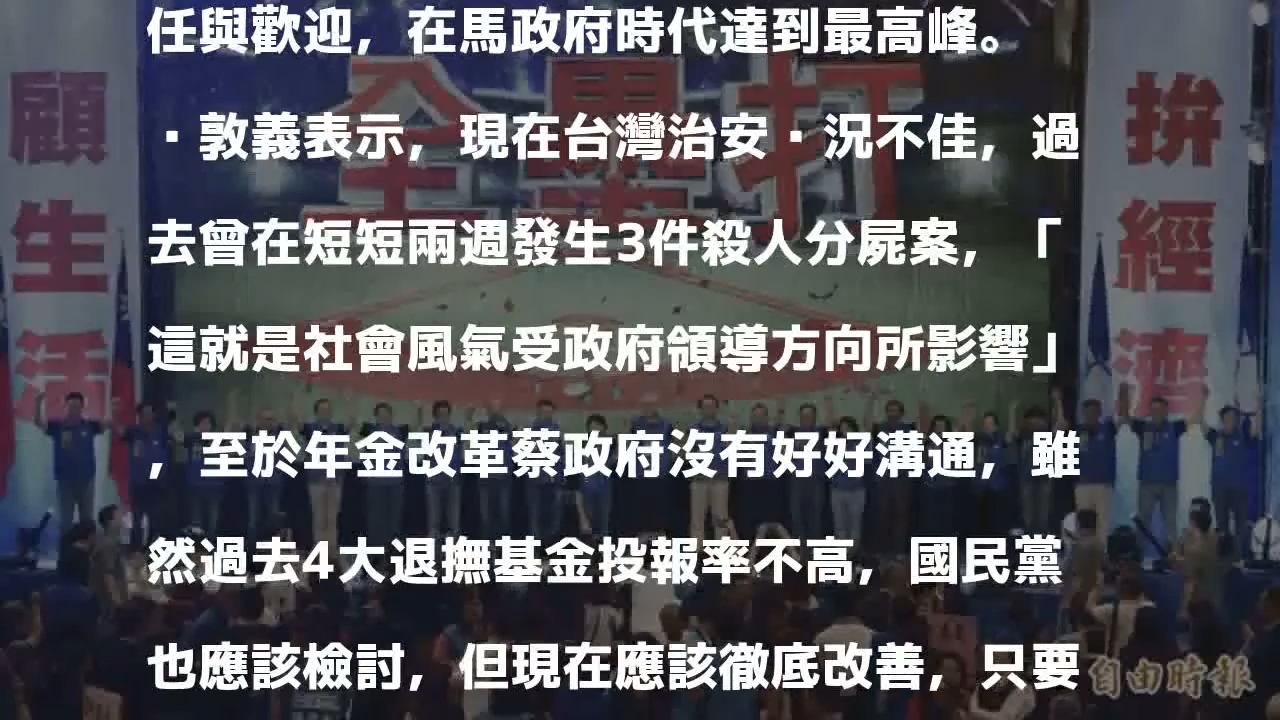 任與歡迎，在馬政府時代達到最高峰。
·敦義表示，現在台灣治安·況不佳，過
去曾在短短兩週發生3件殺人分屍案，「
這就是社會風氣受政府領導方向所影響」
，至於年金改革蔡政府沒有好好溝通，雖
然過去4大退撫基金投報率不高，國民黨
也應該檢討，但現在應該徹底改善，只要
顧生活
全壘打
拚經濟
自由時報